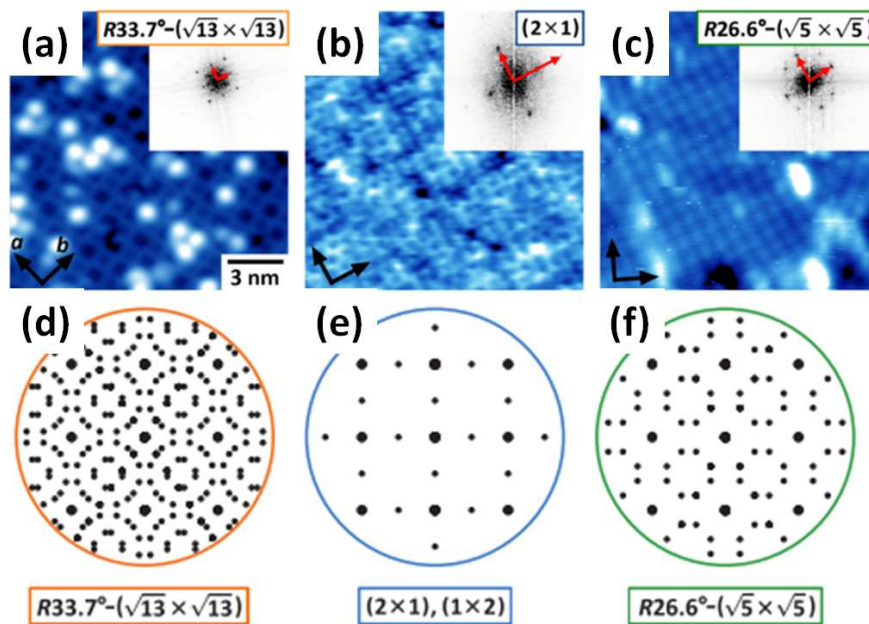 (a)
R33.7°–(√13 × √13)
(b)
(2×1)
(c)
R26.6°–(√5 × √5)
a
b
3 nm
(d)
(e)
(f)
R33.7°–(√13 × √13)
(2×1), (1×2)
R26.6°–(√5 × √5)